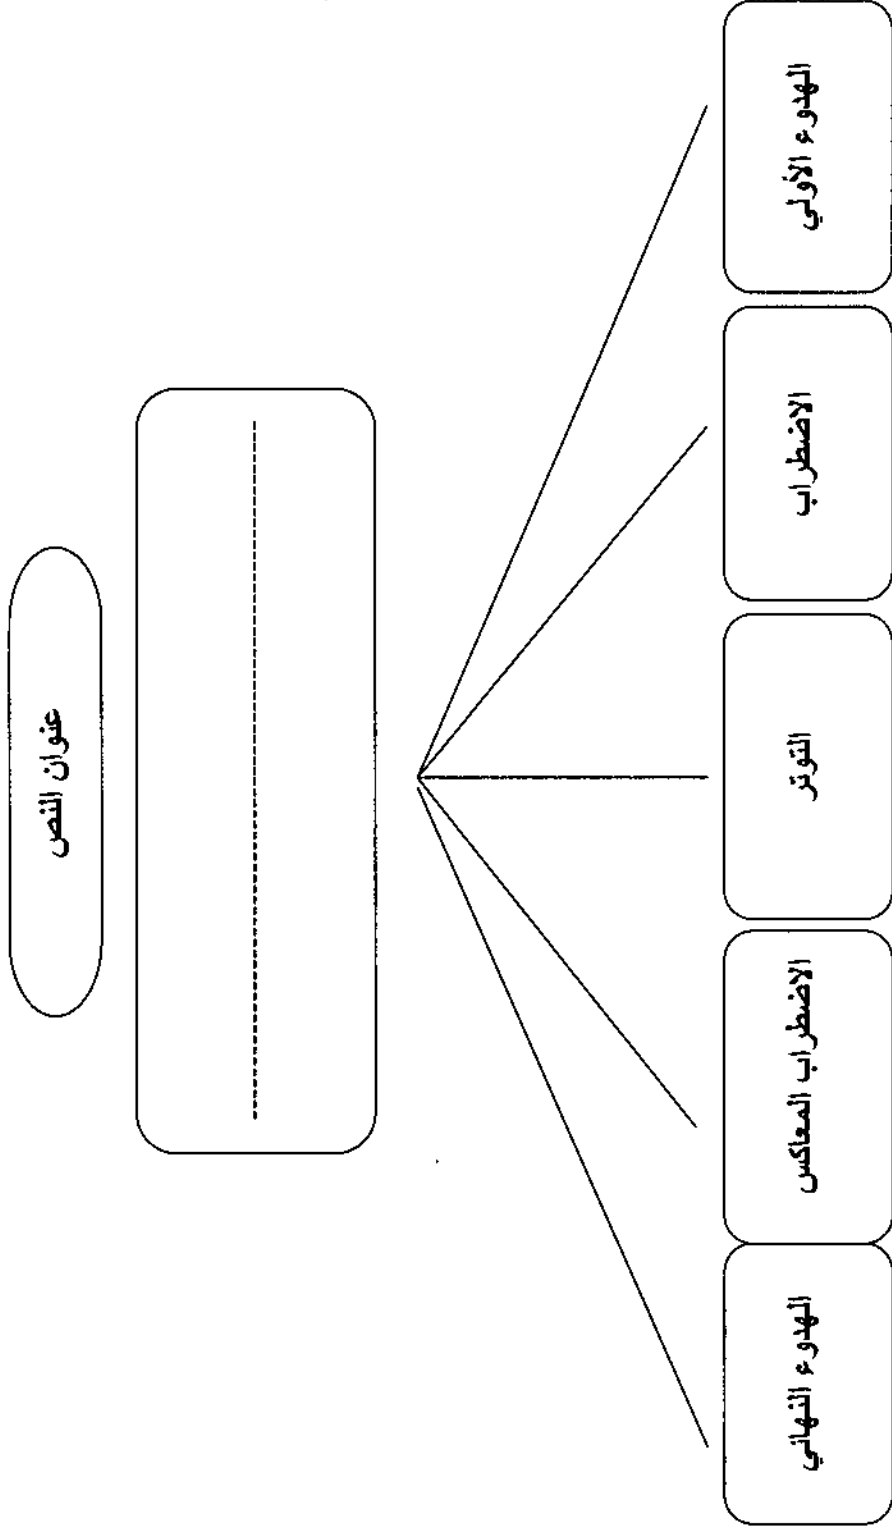 عنوان النص
الهدوء الأولي
الاضطراب
التوتر
الاضطراب المعاكس
الهدوء النهائي